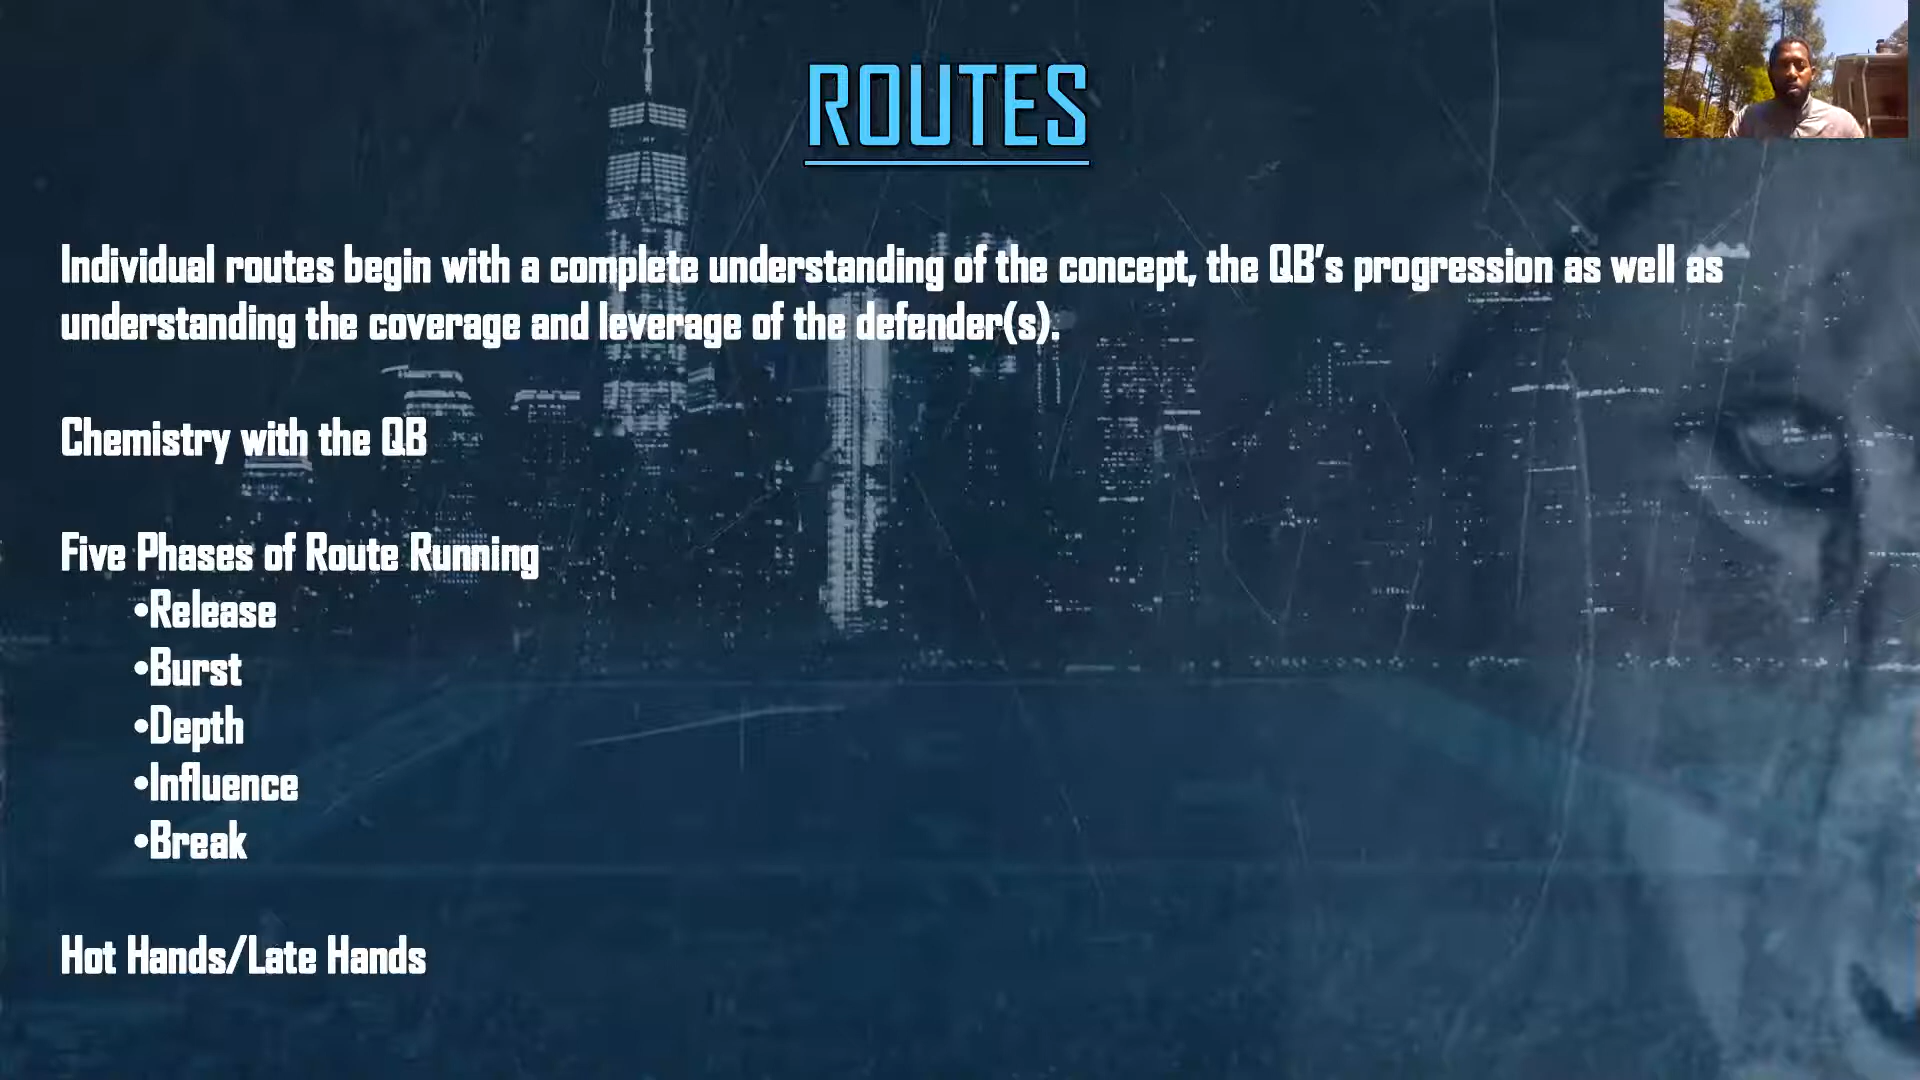 ROUTES
Individual routes begin with a complete understanding of the concept, the QB’s progression as well as
understanding the coverage and leverage of the defender(s).
Chemistry with the QB
Five Phases of Route Running
•Release
•Burst
•Depth
•Influence
•Break
Hot Hands/Late Hands